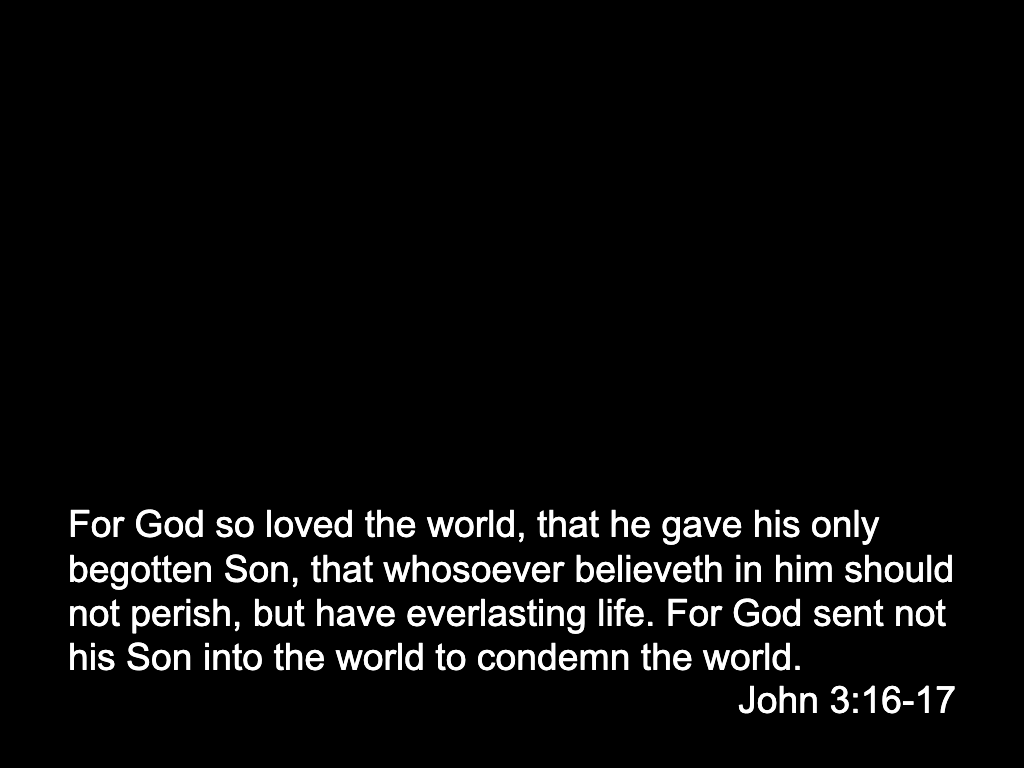 For God so loved the world, that he gave his only
begotten Son, that whosoever believeth in him should
not perish, but have everlasting life. For God sent not
his Son into the world to condemn the world.
John 3:16-17